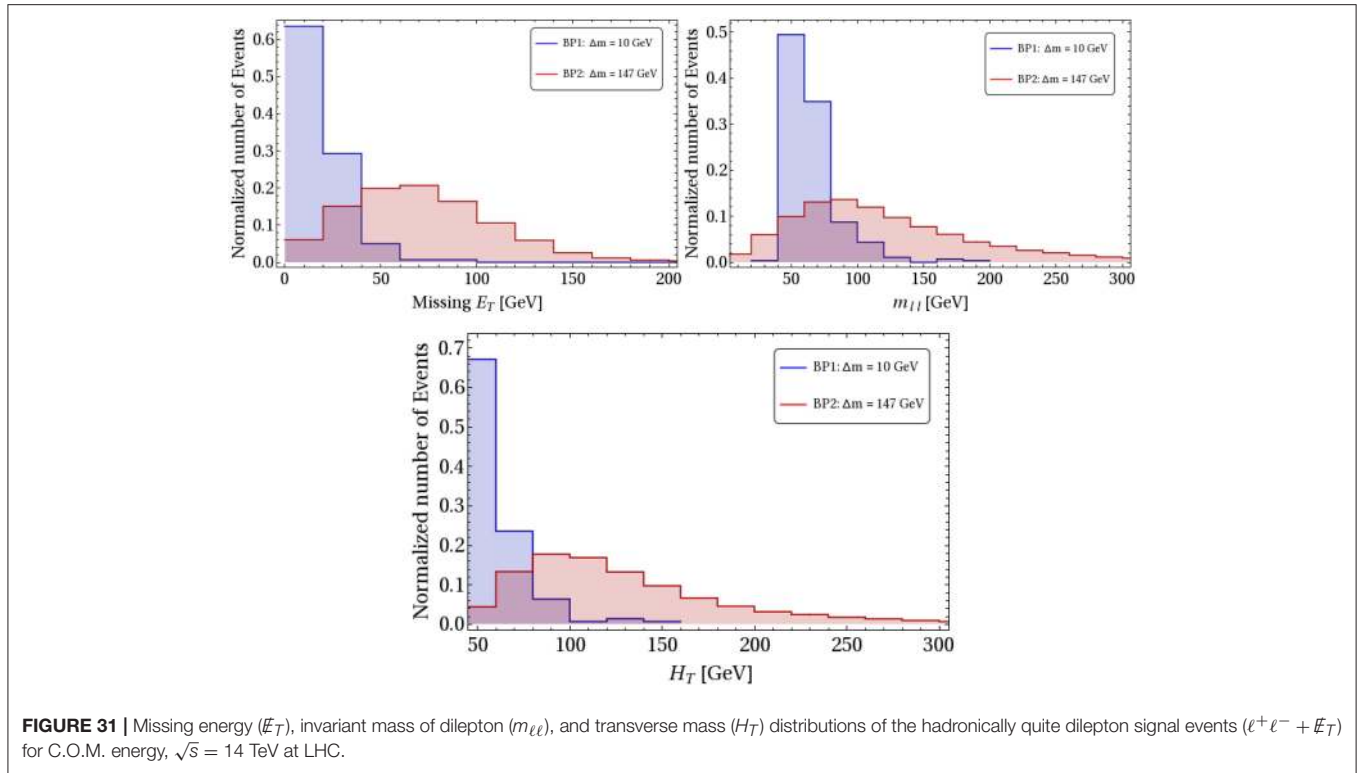 Normalized number of Events
0.6
0.5
0.4
0.3
0.2
0.1
0.0
BP1: Δm = 10 GeV
BP2: Δm = 147 GeV
0 50 100 150 200
Missing E_T [GeV]
Normalized number of Events
0.5
0.4
0.3
0.2
0.1
0.0
BP1: Δm = 10 GeV
BP2: Δm = 147 GeV
50 100 150 200 250 300
m_{ll} [GeV]
Normalized number of Events
0.7
0.6
0.5
0.4
0.3
0.2
0.1
0.0
BP1: Δm = 10 GeV
BP2: Δm = 147 GeV
50 100 150 200 250 300
H_T [GeV]
FIGURE 31 | Missing energy (E̸_T), invariant mass of dilepton (m_{ℓℓ}), and transverse mass (H_T) distributions of the hadronically quite dilepton signal events (ℓ⁺ℓ⁻ + E̸_T)
for C.O.M. energy, √s = 14 TeV at LHC.